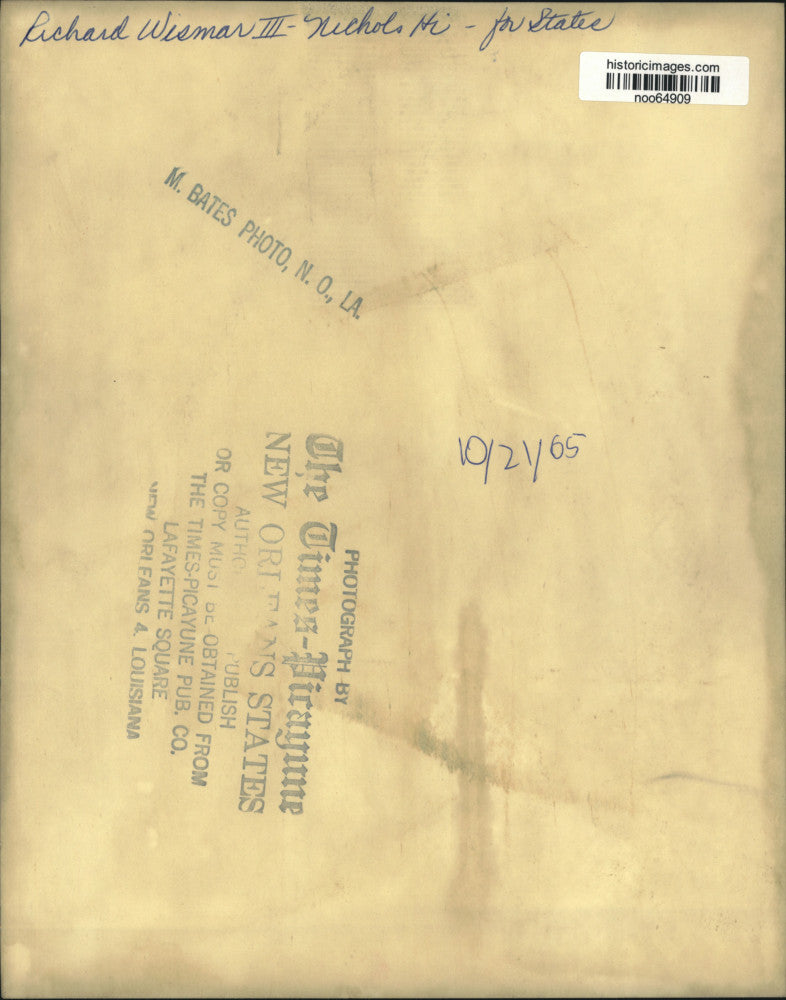 Richard Wismar III - Nichols Hi - for States
historicimages.com
noo64909
M. BATES PHOTO, N. O., LA.
10/21/65
PHOTOGRAPH BY
The Times-Picayune
NEW ORLEANS STATES
PUBLISH
OR COPY MUST BE OBTAINED FROM
THE TIMES-PICAYUNE PUB. CO.
LAFAYETTE SQUARE
NEW ORLEANS 4, LOUISIANA